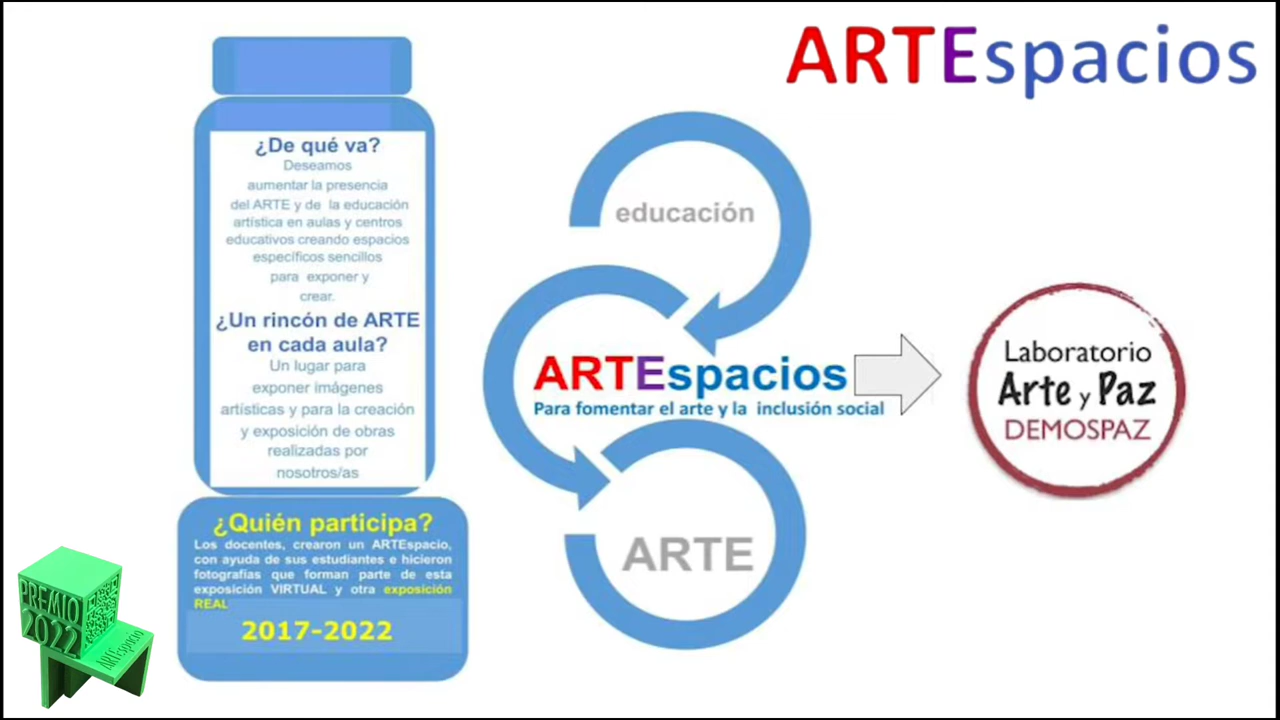 ARTEspacios
¿De qué va?
Deseamos
aumentar la presencia
del ARTE y de la educación
artística en aulas y centros
educativos creando espacios
específicos sencillos
para exponer y
crear.
¿Un rincón de ARTE
en cada aula?
Un lugar para
exponer imágenes
artísticas y para la creación
y exposición de obras
realizadas por
nosotros/as
¿Quién participa?
Los docentes, crearon un ARTEspacio,
con ayuda de sus estudiantes e hicieron
fotografías que forman parte de esta
exposición VIRTUAL y otra exposición
REAL
2017-2022
educación
ARTEspacios
Para fomentar el arte y la inclusión social
ARTE
Laboratorio
Arte y Paz
DEMOSPAZ
PREMIO
2022
ARTEspacio